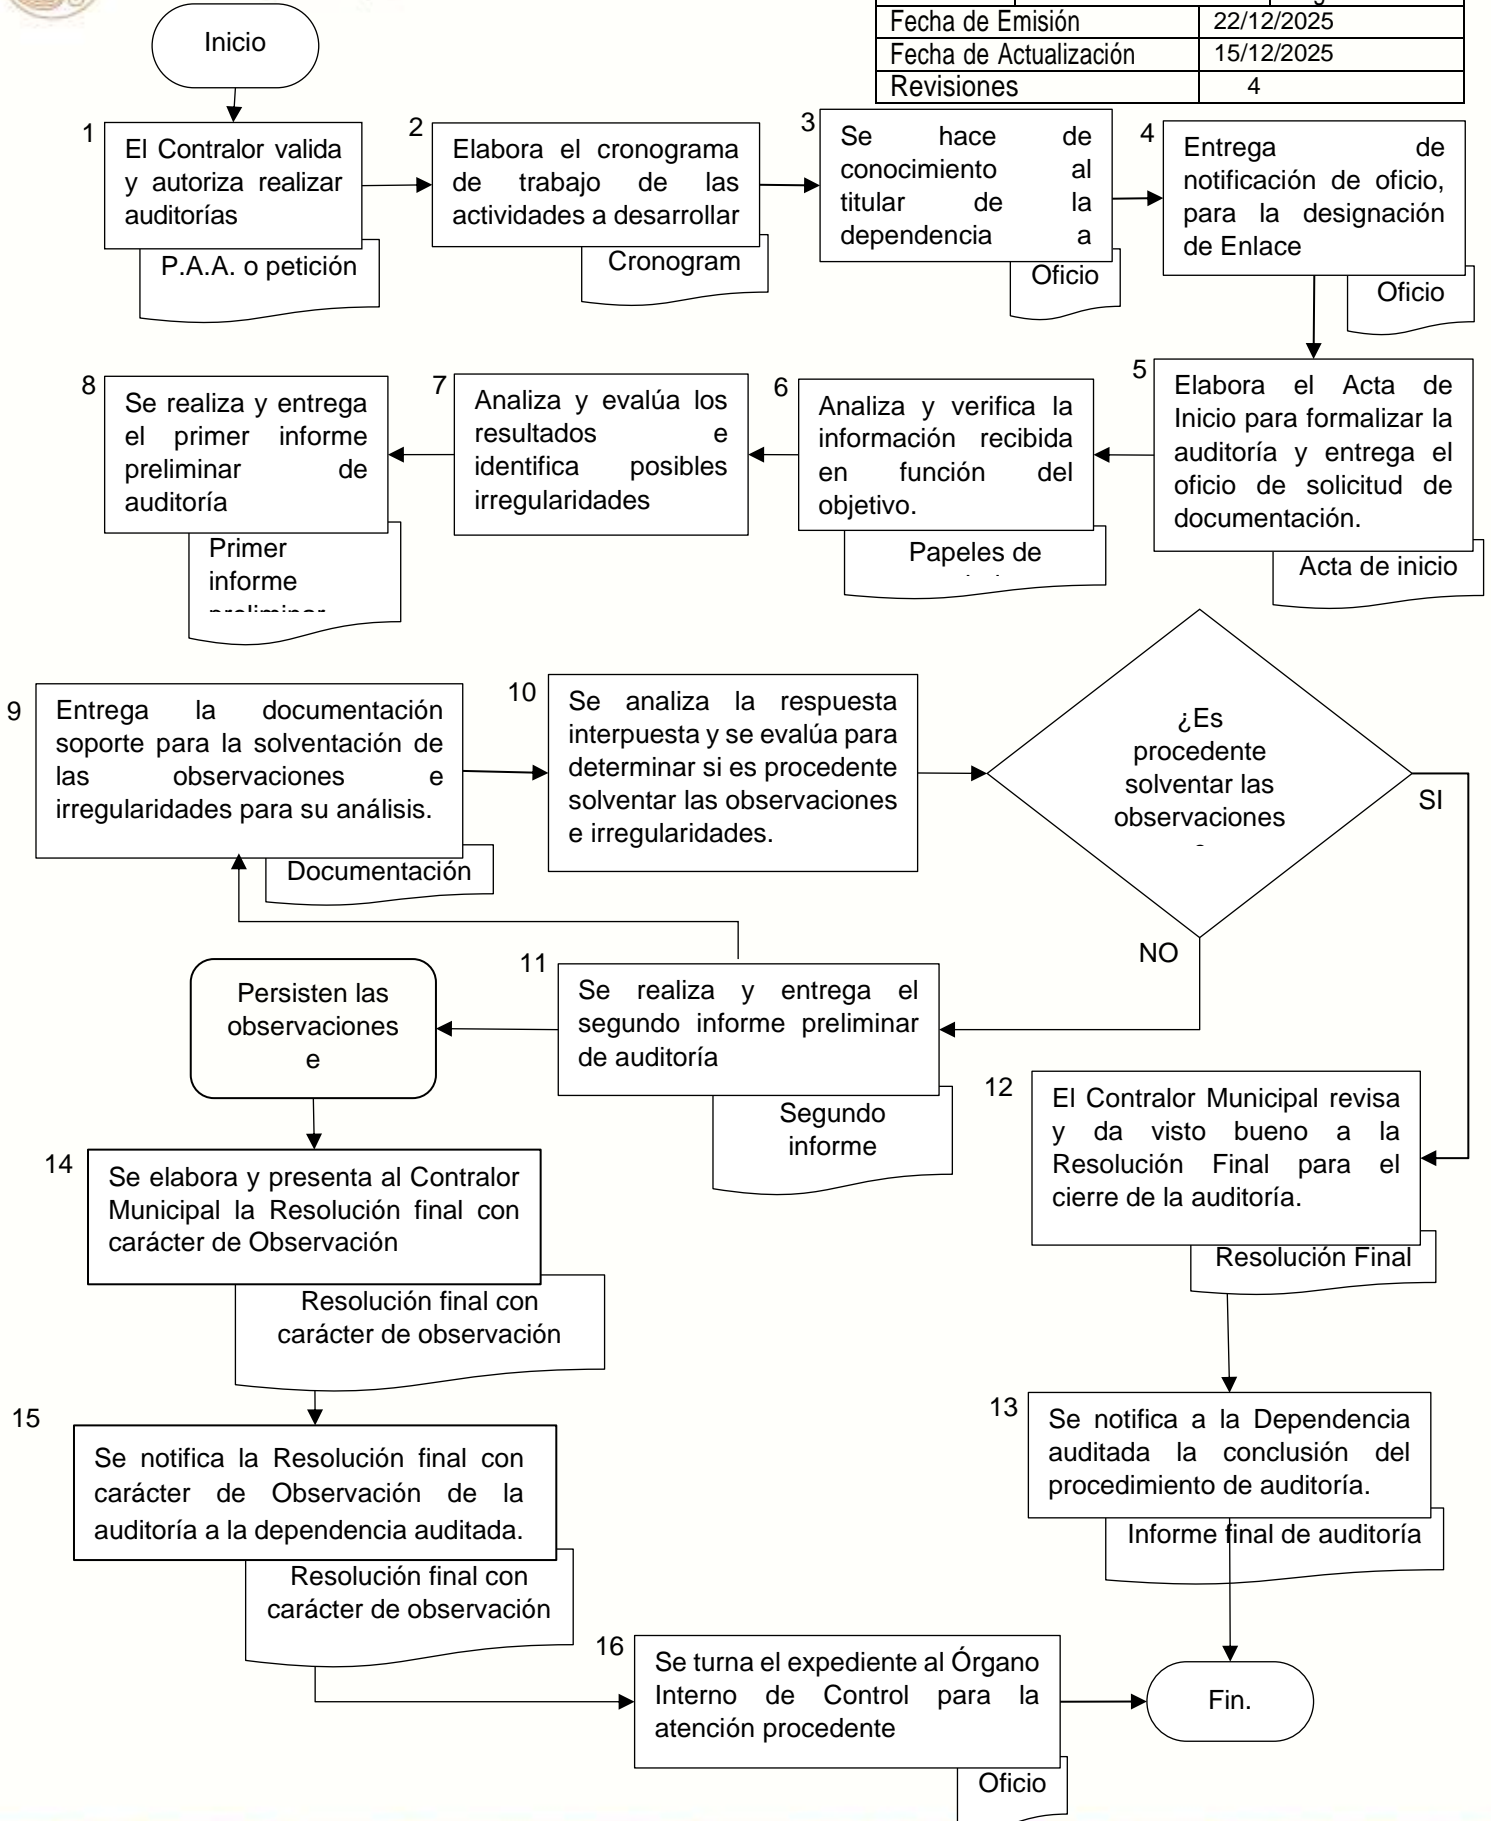 Fecha de Emisión 22/12/2025
Fecha de Actualización 15/12/2025
Revisiones 4
Inicio
1
El Contralor valida
y autoriza realizar
auditorías
P.A.A. o petición
2
Elabora el cronograma
de trabajo de las
actividades a desarrollar
Cronogram
3
Se hace de
conocimiento al
titular de la
dependencia a
Oficio
4
Entrega de
notificación de oficio,
para la designación
de Enlace
Oficio
5
Elabora el Acta de
Inicio para formalizar la
auditoría y entrega el
oficio de solicitud de
documentación.
Acta de inicio
6
Analiza y verifica la
información recibida
en función del
objetivo.
Papeles de
7
Analiza y evalúa los
resultados e
identifica posibles
irregularidades
8
Se realiza y entrega
el primer informe
preliminar de
auditoría
Primer
informe
preliminar
9
Entrega la documentación
soporte para la solventación de
las observaciones e
irregularidades para su análisis.
Documentación
10
Se analiza la respuesta
interpuesta y se evalúa para
determinar si es procedente
solventar las observaciones
e irregularidades.
¿Es
procedente
solventar las
observaciones
SI
NO
11
Se realiza y entrega el
segundo informe preliminar
de auditoría
Segundo
informe
Persisten las
observaciones
e
12
El Contralor Municipal revisa
y da visto bueno a la
Resolución Final para el
cierre de la auditoría.
Resolución Final
14
Se elabora y presenta al Contralor
Municipal la Resolución final con
carácter de Observación
Resolución final con
carácter de observación
13
Se notifica a la Dependencia
auditada la conclusión del
procedimiento de auditoría.
Informe final de auditoría
15
Se notifica la Resolución final con
carácter de Observación de la
auditoría a la dependencia auditada.
Resolución final con
carácter de observación
16
Se turna el expediente al Órgano
Interno de Control para la
atención procedente
Oficio
Fin.